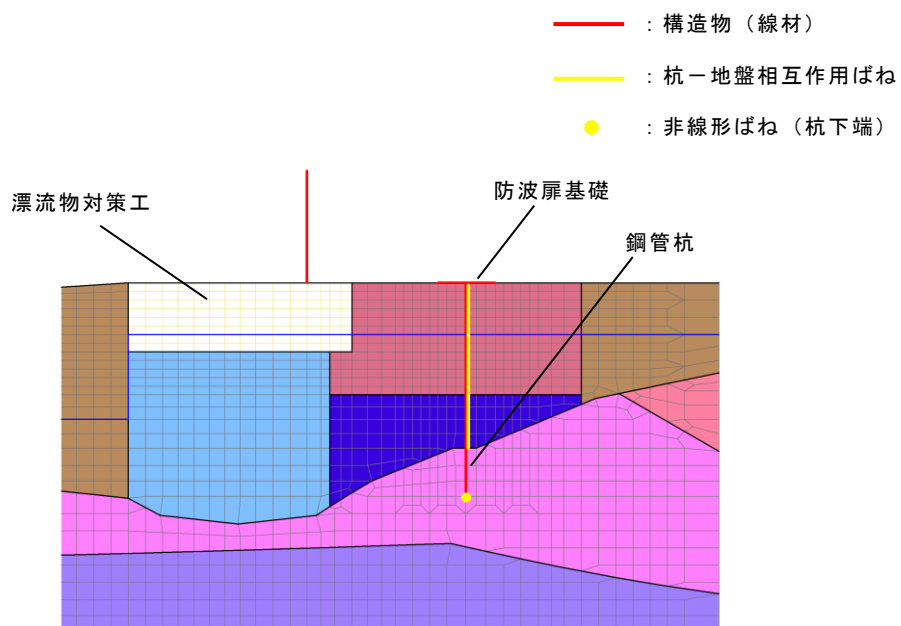 ：構造物（線材）
：杭－地盤相互作用ばね
：非線形ばね（杭下端）
漂流物対策工
防波扉基礎
鋼管杭